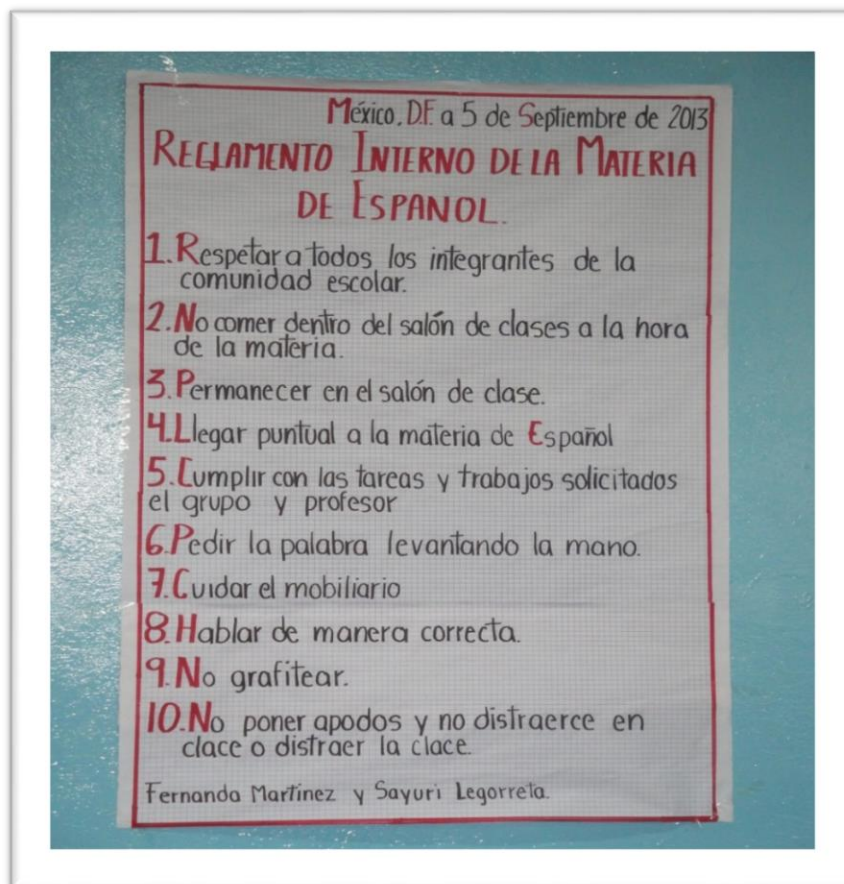 México, D.F. a 5 de Septiembre de 2013
REGLAMENTO INTERNO DE LA MATERIA
DE ESPANOL.
1.Respetar a todos los integrantes de la
comunidad escolar.
2.No comer dentro del salón de clases a la hora
de la materia.
3.Permanecer en el salón de clase.
4.Llegar puntual a la materia de Español
5.Cumplir con las tareas y trabajos solicitados
el grupo y profesor
6.Pedir la palabra levantando la mano.
7.Cuidar el mobiliario
8.Hablar de manera correcta.
9.No grafitear.
10.No poner apodos y no distraerce en
clace o distraer la clace.
Fernanda Martínez y Sayuri Legorreta.